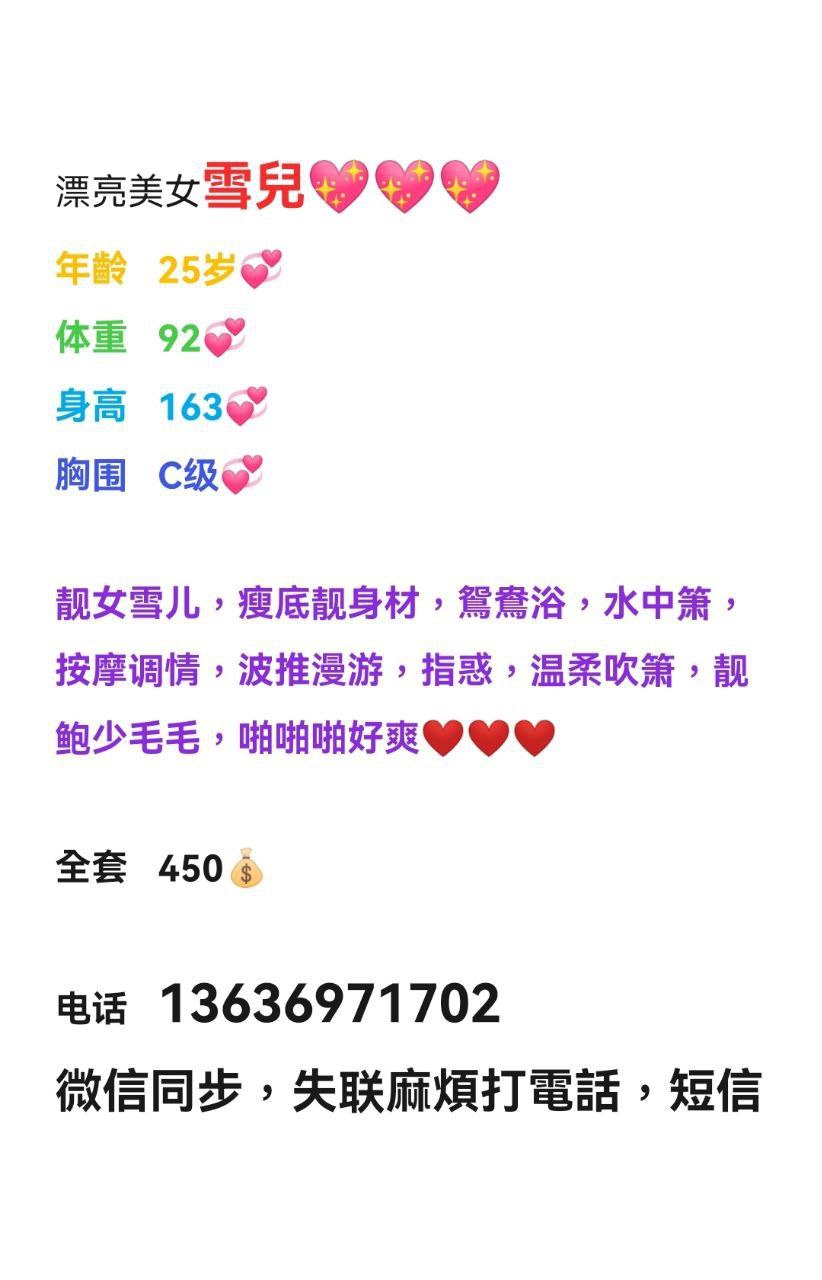 漂亮美女雪兒💖💖💖
年齡 25岁💞
体重 92💞
身高 163💞
胸围 C级💞
靓女雪儿，瘦底靓身材，鴛鴦浴，水中箫，
按摩调情，波推漫游，指惑，温柔吹箫，靓
鲍少毛毛，啪啪啪好爽❤️❤️❤️
全套 450💰
电话 13636971702
微信同步，失联麻煩打電話，短信